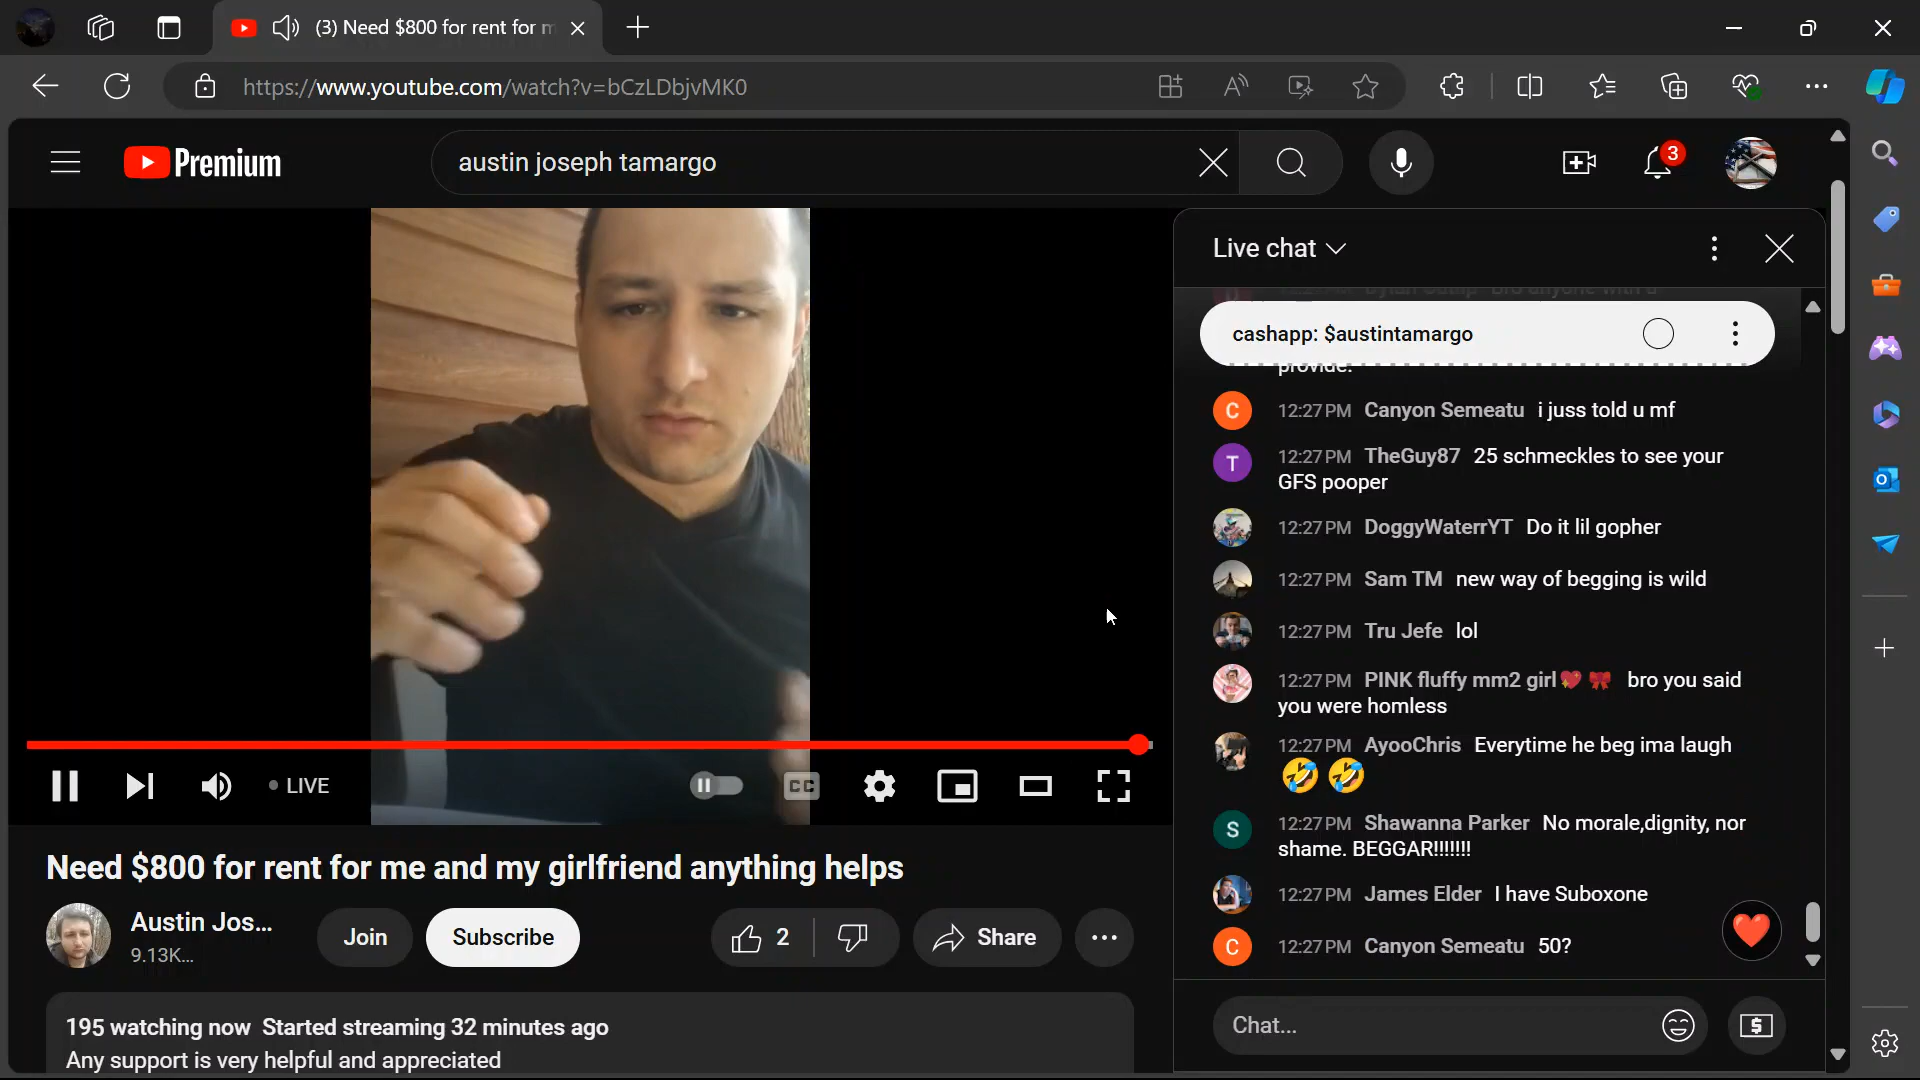 (3) Need $800 for rent for m
https://www.youtube.com/watch?v=bCzLDbjvMK0
Premium
austin joseph tamargo
3
Live chat
cashapp: $austintamargo
provide.
C 12:27 PM Canyon Semeatu i juss told u mf
T 12:27 PM TheGuy87 25 schmeckles to see your
GFS pooper
12:27 PM DoggyWaterrYT Do it lil gopher
12:27 PM Sam TM new way of begging is wild
12:27 PM Tru Jefe lol
12:27 PM PINK fluffy mm2 girl💖🎀 bro you said
you were homless
12:27 PM AyooChris Everytime he beg ima laugh
🤣 🤣
S 12:27 PM Shawanna Parker No morale,dignity, nor
shame. BEGGAR!!!!!!!
12:27 PM James Elder I have Suboxone
C 12:27 PM Canyon Semeatu 50?
Chat...
LIVE
CC
Need $800 for rent for me and my girlfriend anything helps
Austin Jos...
9.13K...
Join
Subscribe
2
Share
195 watching now Started streaming 32 minutes ago
Any support is very helpful and appreciated